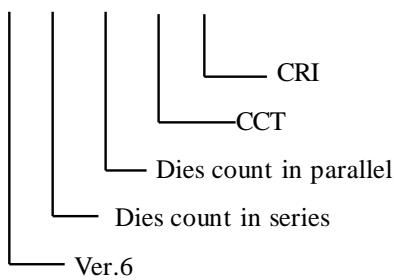 CRI
CCT
Dies count in parallel
Dies count in series
Ver.6